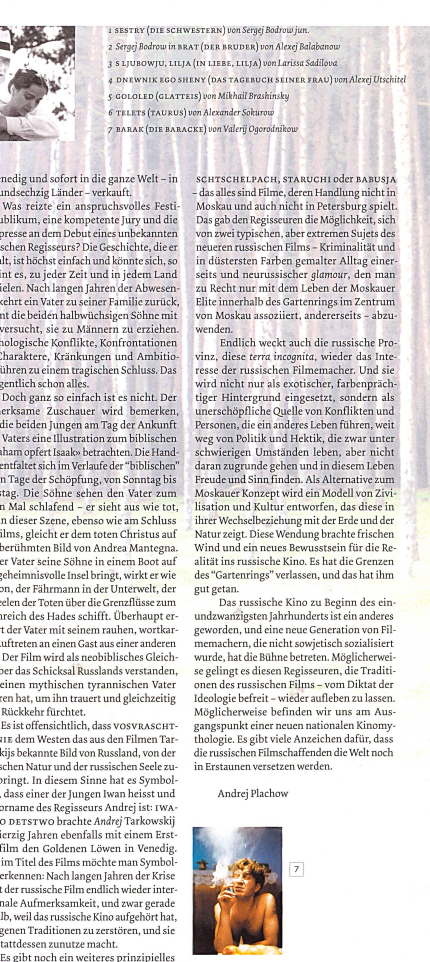 1 SESTRY (DIE SCHWESTERN) von Sergej Bodrow jun.
2 Sergej Bodrow in BRAT (DER BRUDER) von Alexej Balabanow
3 S LJUBOWJU, LILJA (IN LIEBE, LILJA) von Larissa Sadilova
4 DNEWNIK EGO SHENY (DAS TAGEBUCH SEINER FRAU) von Alexej Utschitel
5 GOLOLED (GLATTEIS) von Mikhail Brashinsky
6 TELETS (TAURUS) von Alexander Sokurow
7 BARAK (DIE BARACKE) von Valerij Ogorodnikow
enedig und sofort in die ganze Welt – in
undsechzig Länder – verkauft.
Was reizte ein anspruchsvolles Festi-
ublikum, eine kompetente Jury und die
presse an dem Debut eines unbekannten
schen Regisseurs? Die Geschichte, die er
lt, ist höchst einfach und könnte sich, so
int es, zu jeder Zeit und in jedem Land
ielen. Nach langen Jahren der Abwesen-
kehrt ein Vater zu seiner Familie zurück,
mt die beiden halbwüchsigen Söhne mit
versucht, sie zu Männern zu erziehen.
hologische Konflikte, Konfrontationen
Charaktere, Kränkungen und Ambitio-
ühren zu einem tragischen Schluss. Das
gentlich schon alles.
Doch ganz so einfach ist es nicht. Der
erksame Zuschauer wird bemerken,
die beiden Jungen am Tag der Ankunft
Vaters eine Illustration zum biblischen
aham opfert Isaak» betrachten. Die Hand-
entfaltet sich im Verlaufe der "biblischen"
n Tage der Schöpfung, von Sonntag bis
stag. Die Söhne sehen den Vater zum
n Mal schlafend – er sieht aus wie tot,
n dieser Szene, ebenso wie am Schluss
ilms, gleicht er dem toten Christus auf
berühmten Bild von Andrea Mantegna.
er Vater seine Söhne in einem Boot auf
geheimnisvolle Insel bringt, wirkt er wie
on, der Fährmann in der Unterwelt, der
eelen der Toten über die Grenzflüsse zum
nreich des Hades schifft. Überhaupt er-
rt der Vater mit seinem rauhen, wortkar-
uftreten an einen Gast aus einer anderen
Der Film wird als neobiblisches Gleich-
ber das Schicksal Russlands verstanden,
einen mythischen tyrannischen Vater
ren hat, um ihn trauert und gleichzeitig
Rückkehr fürchtet.
Es ist offensichtlich, dass VOSVRASCHT-
NIE dem Westen das aus den Filmen Tar-
kijs bekannte Bild von Russland, von der
schen Natur und der russischen Seele zu-
bringt. In diesem Sinne hat es Symbol-
, dass einer der Jungen Iwan heisst und
orname des Regisseurs Andrej ist: IWA-
O DETSTWO brachte Andrej Tarkowskij
ierzig Jahren ebenfalls mit einem Erst-
film den Goldenen Löwen in Venedig.
im Titel des Films möchte man Symbol-
erkennen: Nach langen Jahren der Krise
t der russische Film endlich wieder inter-
nale Aufmerksamkeit, und zwar gerade
lb, weil das russische Kino aufgehört hat,
genen Traditionen zu zerstören, und sie
tattdessen zunutze macht.
Es gibt noch ein weiteres prinzipielles
SCHTSCHELPACH, STARUCHI oder BABUSJA
– das alles sind Filme, deren Handlung nicht in
Moskau und auch nicht in Petersburg spielt.
Das gab den Regisseuren die Möglichkeit, sich
von zwei typischen, aber extremen Sujets des
neueren russischen Films – Kriminalität und
in düstersten Farben gemalter Alltag einer-
seits und neurussischer glamour, den man
zu Recht nur mit dem Leben der Moskauer
Elite innerhalb des Gartenrings im Zentrum
von Moskau assoziiert, andererseits – abzu-
wenden.
Endlich weckt auch die russische Pro-
vinz, diese terra incognita, wieder das Inte-
resse der russischen Filmemacher. Und sie
wird nicht nur als exotischer, farbenpräch-
tiger Hintergrund eingesetzt, sondern als
unerschöpfliche Quelle von Konflikten und
Personen, die ein anderes Leben führen, weit
weg von Politik und Hektik, die zwar unter
schwierigen Umständen leben, aber nicht
daran zugrunde gehen und in diesem Leben
Freude und Sinn finden. Als Alternative zum
Moskauer Konzept wird ein Modell von Zivi-
lisation und Kultur entworfen, das diese in
ihrer Wechselbeziehung mit der Erde und der
Natur zeigt. Diese Wendung brachte frischen
Wind und ein neues Bewusstsein für die Re-
alität ins russische Kino. Es hat die Grenzen
des "Gartenrings" verlassen, und das hat ihm
gut getan.
Das russische Kino zu Beginn des ein-
undzwanzigsten Jahrhunderts ist ein anderes
geworden, und eine neue Generation von Fil-
memachern, die nicht sowjetisch sozialisiert
wurde, hat die Bühne betreten. Möglicherwei-
se gelingt es diesen Regisseuren, die Traditi-
onen des russischen Films – vom Diktat der
Ideologie befreit – wieder aufleben zu lassen.
Möglicherweise befinden wir uns am Aus-
gangspunkt einer neuen nationalen Kinomy-
thologie. Es gibt viele Anzeichen dafür, dass
die russischen Filmschaffenden die Welt noch
in Erstaunen versetzen werden.
Andrej Plachow
7